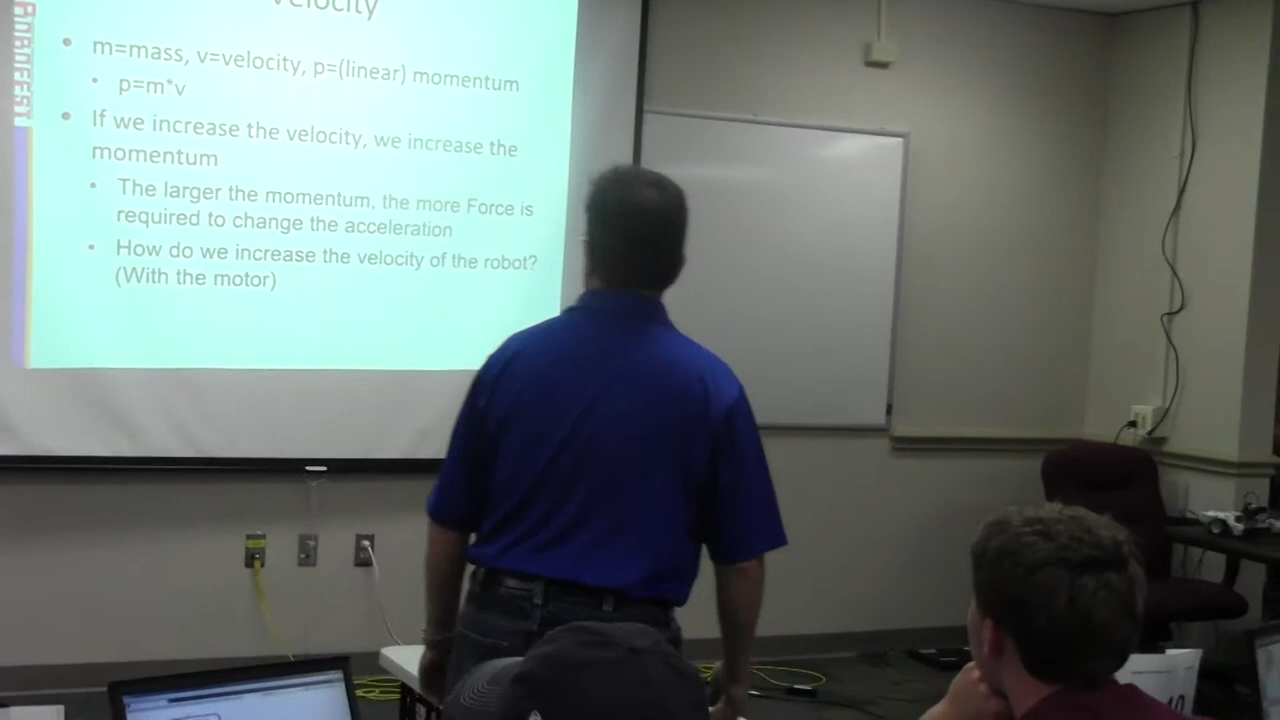 velocity
m=mass, v=velocity, p=(linear) momentum
p=m*v
If we increase the velocity, we increase the
momentum
The larger the momentum, the more Force is
required to change the acceleration
How do we increase the velocity of the robot?
(With the motor)